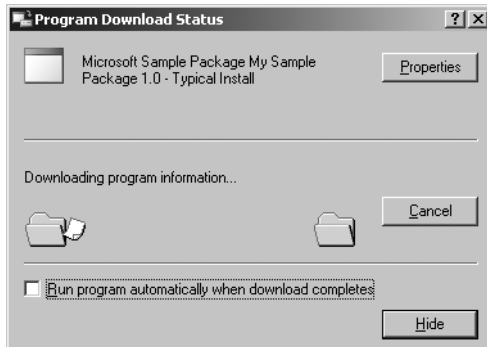 Program Download Status
Microsoft Sample Package My Sample
Package 1.0 - Typical Install
Properties
Downloading program information...
Cancel
Run program automatically when download completes
Hide